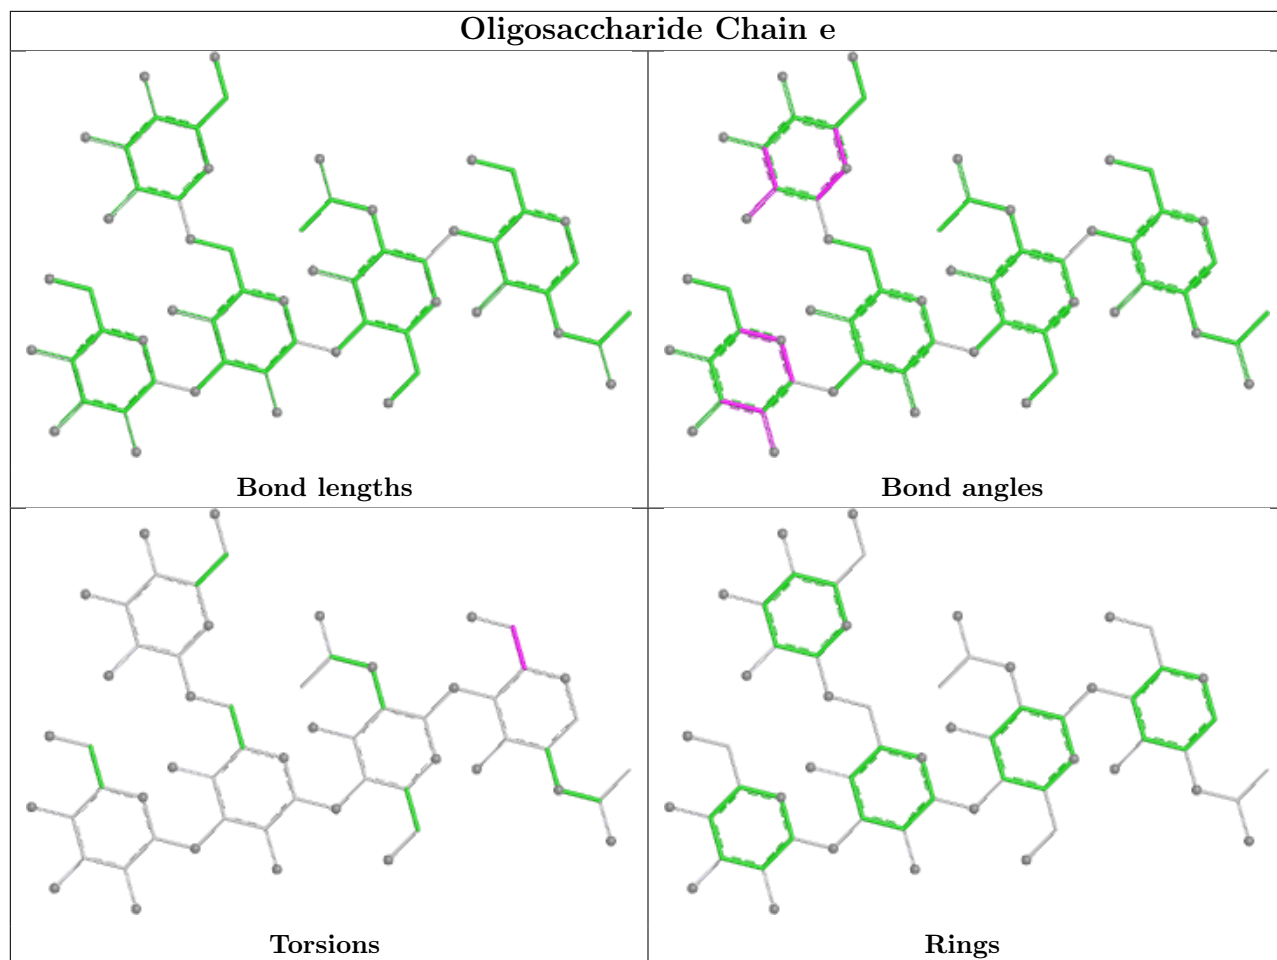 Oligosaccharide Chain e
Bond lengths
Bond angles
Torsions
Rings